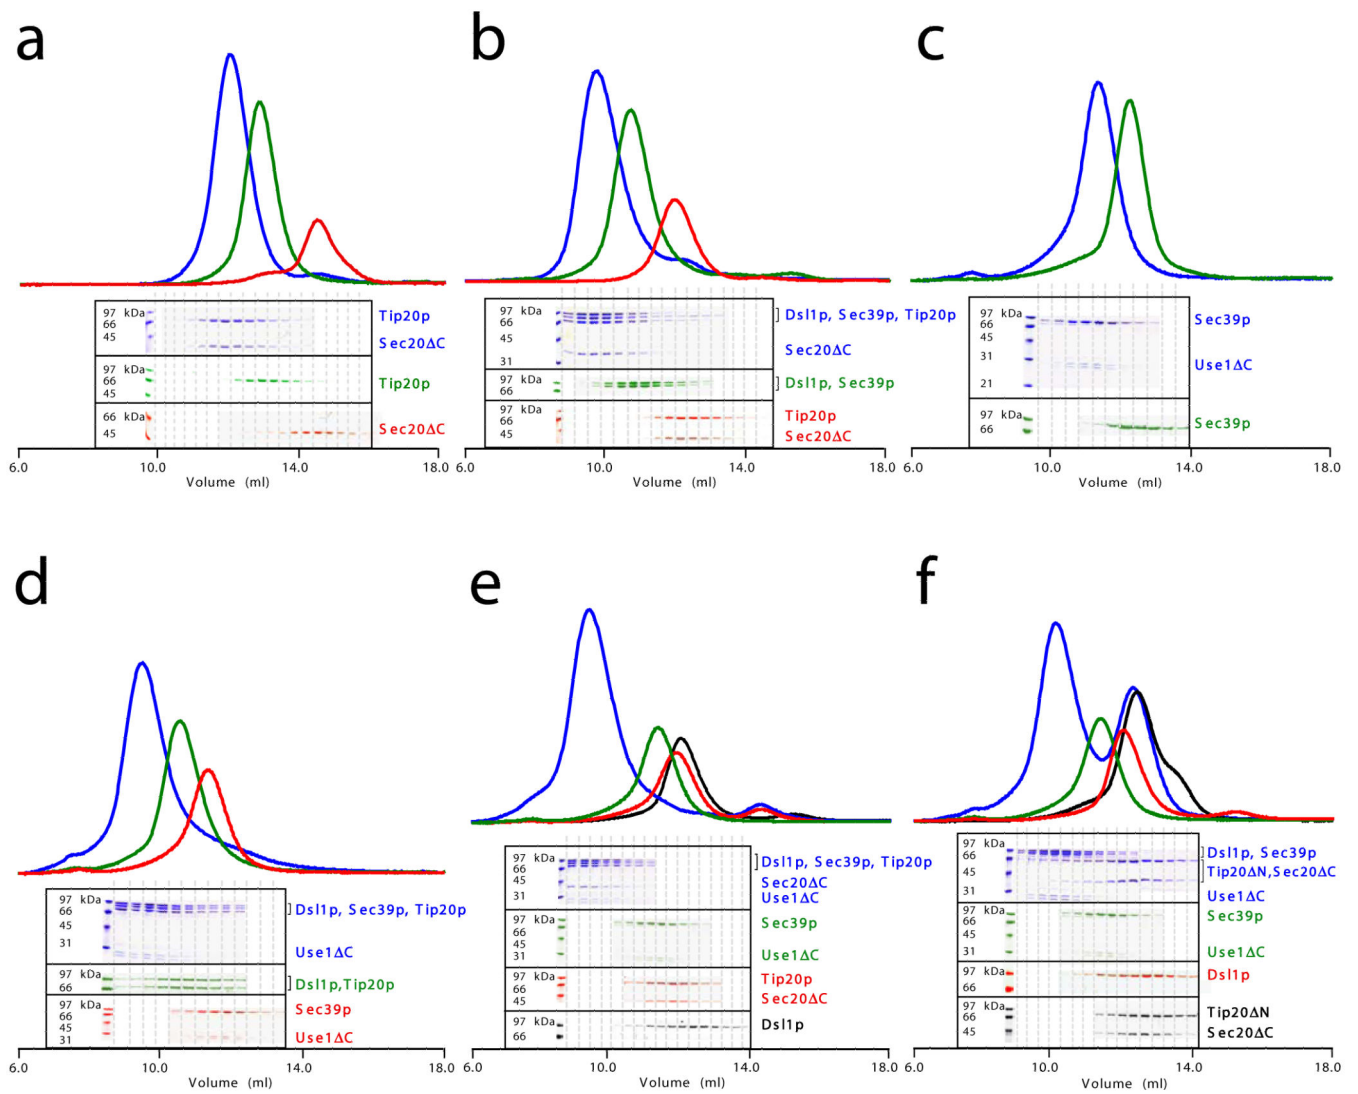 a
97 kDa
66
45
Tip20p
Sec20ΔC
97 kDa
66
45
Tip20p
66 kDa
45
Sec20ΔC
6.0 10.0 14.0 18.0
Volume (ml)
b
97 kDa
66
31
Dsl1p, Sec39p, Tip20p
Sec20ΔC
97 kDa
66
Dsl1p, Sec39p
97 kDa
66
45
Tip20p
Sec20ΔC
6.0 10.0 14.0 18.0
Volume (ml)
c
97 kDa
66
45
31
21
Sec39p
Use1ΔC
97 kDa
66
Sec39p
6.0 10.0 14.0 18.0
Volume (ml)
d
97 kDa
66
45
31
Dsl1p, Sec39p, Tip20p
Use1ΔC
97 kDa
66
Dsl1p,Tip20p
97 kDa
66
45
31
Sec39p
Use1ΔC
6.0 10.0 14.0 18.0
Volume (ml)
e
97 kDa
66
45
31
Dsl1p, Sec39p, Tip20p
Sec20ΔC
Use1ΔC
97 kDa
66
45
31
Sec39p
Use1ΔC
97 kDa
66
45
Tip20p
Sec20ΔC
97 kDa
66
Dsl1p
6.0 10.0 14.0 18.0
Volume (ml)
f
97 kDa
66
45
31
Dsl1p, Sec39p
Tip20ΔN,Sec20ΔC
Use1ΔC
97 kDa
66
45
31
Sec39p
Use1ΔC
97 kDa
66
Dsl1p
97 kDa
66
45
Tip20ΔN
Sec20ΔC
6.0 10.0 14.0 18.0
Volume (ml)